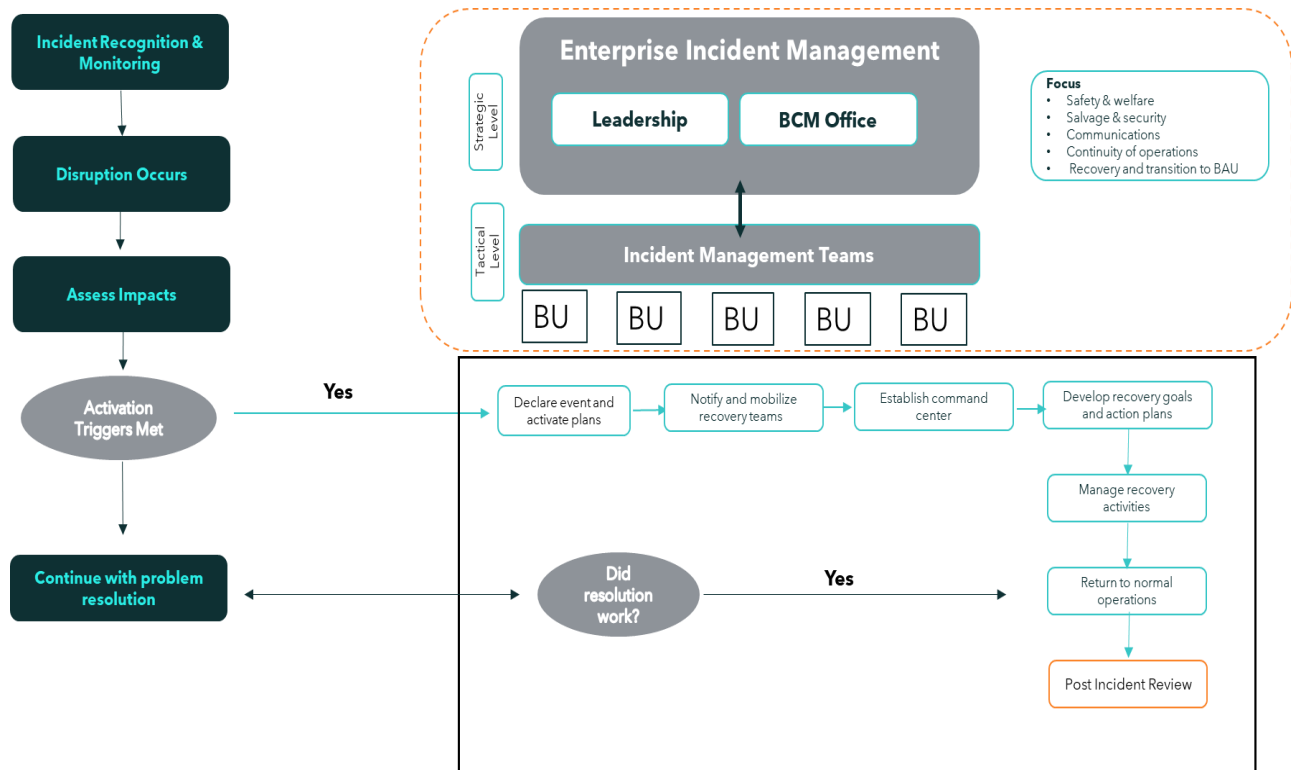 Incident Recognition &
Monitoring
Disruption Occurs
Assess Impacts
Activation
Triggers Met
Continue with problem
resolution
Enterprise Incident Management
Strategic
Level
Leadership
BCM Office
Focus
• Safety & welfare
• Salvage & security
• Communications
• Continuity of operations
• Recovery and transition to BAU
Tactical
Level
Incident Management Teams
BU
BU
BU
BU
BU
Yes
Declare event and
activate plans
Notify and mobilize
recovery teams
Establish command
center
Develop recovery goals
and action plans
Manage recovery
activities
Did
resolution
work?
Yes
Return to normal
operations
Post Incident Review